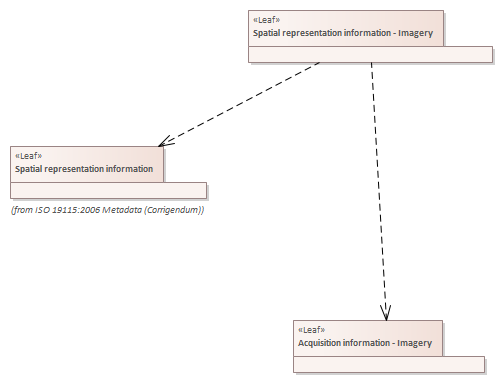 «Leaf»
Spatial representation information - Imagery
«Leaf»
Spatial representation information
(from ISO 19115:2006 Metadata (Corrigendum))
«Leaf»
Acquisition information - Imagery